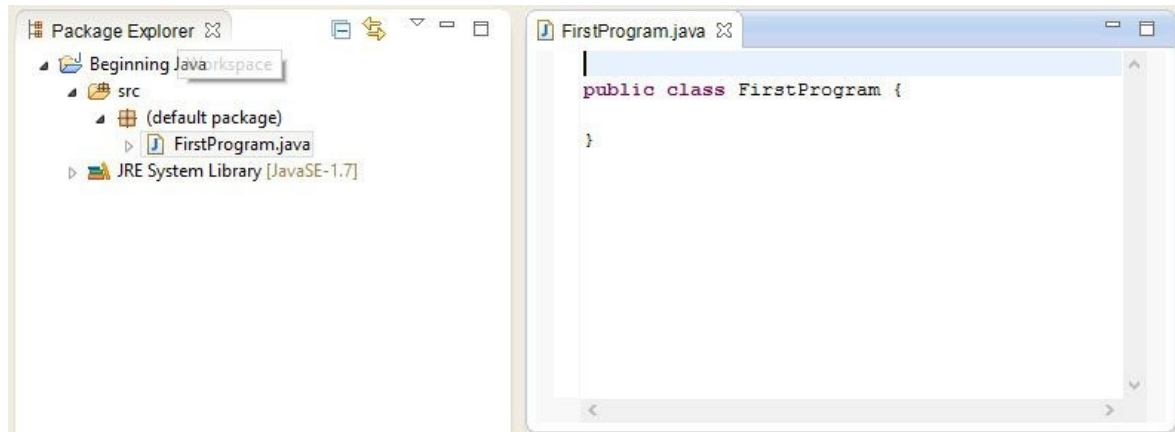 Package Explorer
Beginning Java
Workspace
src
(default package)
FirstProgram.java
JRE System Library [JavaSE-1.7]
FirstProgram.java
public class FirstProgram {
}